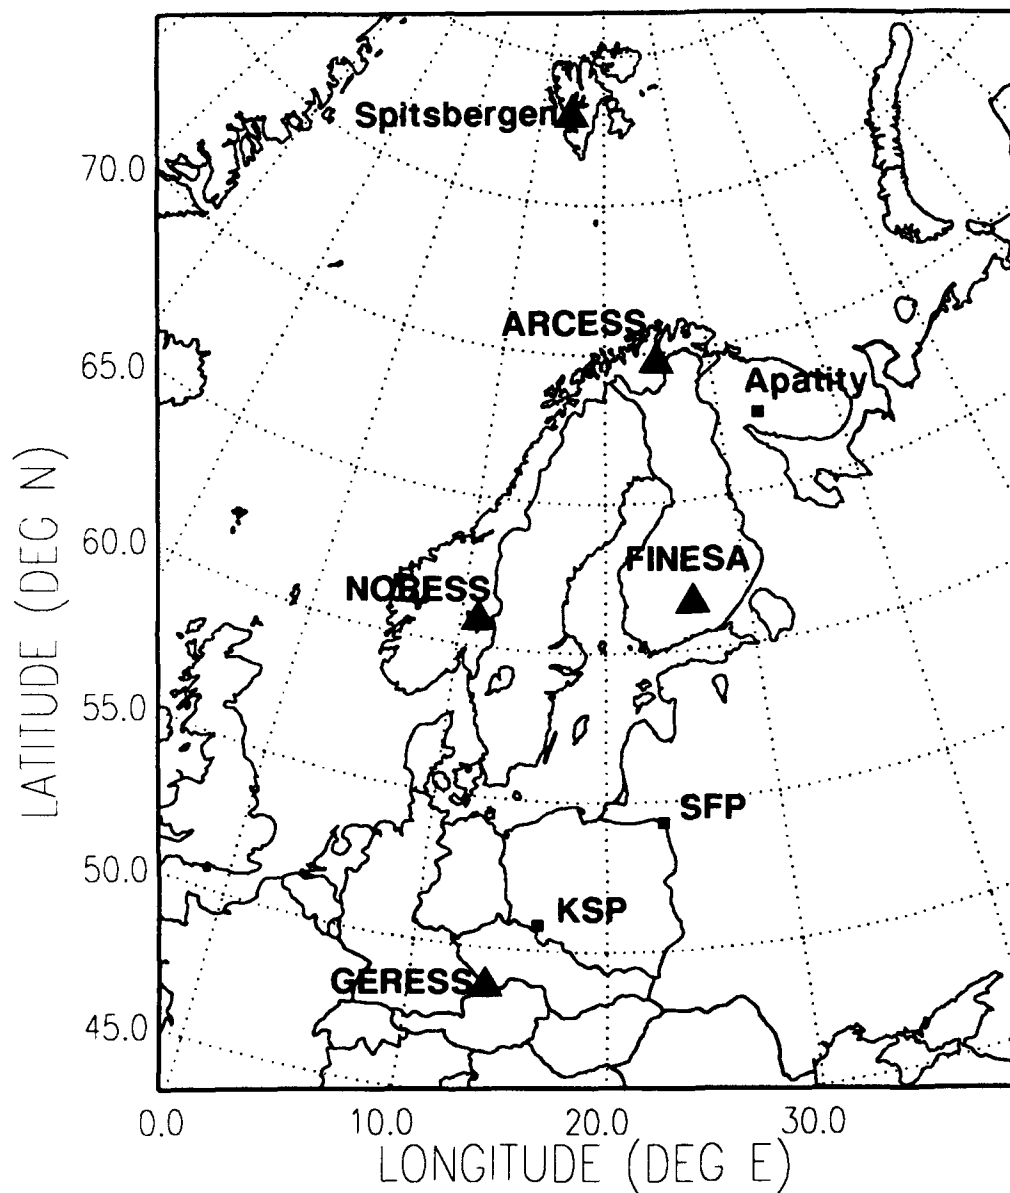 Spitsbergen
70.0
ARCESS
65.0
Apatity
LATITUDE (DEG N)
60.0
FINESA
NORESS
55.0
SFP
50.0
KSP
GERESS
45.0
0.0 10.0 20.0 30.0
LONGITUDE (DEG E)